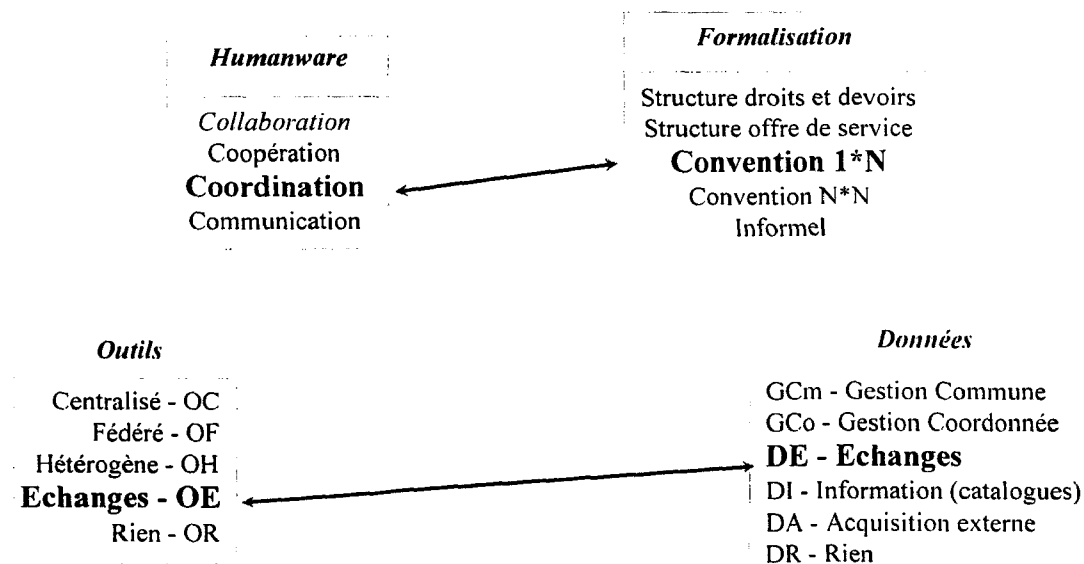 Humanware
Collaboration
Coopération
Coordination
Communication
Formalisation
Structure droits et devoirs
Structure offre de service
Convention 1*N
Convention N*N
Informel
Outils
Centralisé - OC
Fédéré - OF
Hétérogène - OH
Echanges - OE
Rien - OR
Données
GCm - Gestion Commune
GCo - Gestion Coordonnée
DE - Echanges
DI - Information (catalogues)
DA - Acquisition externe
DR - Rien